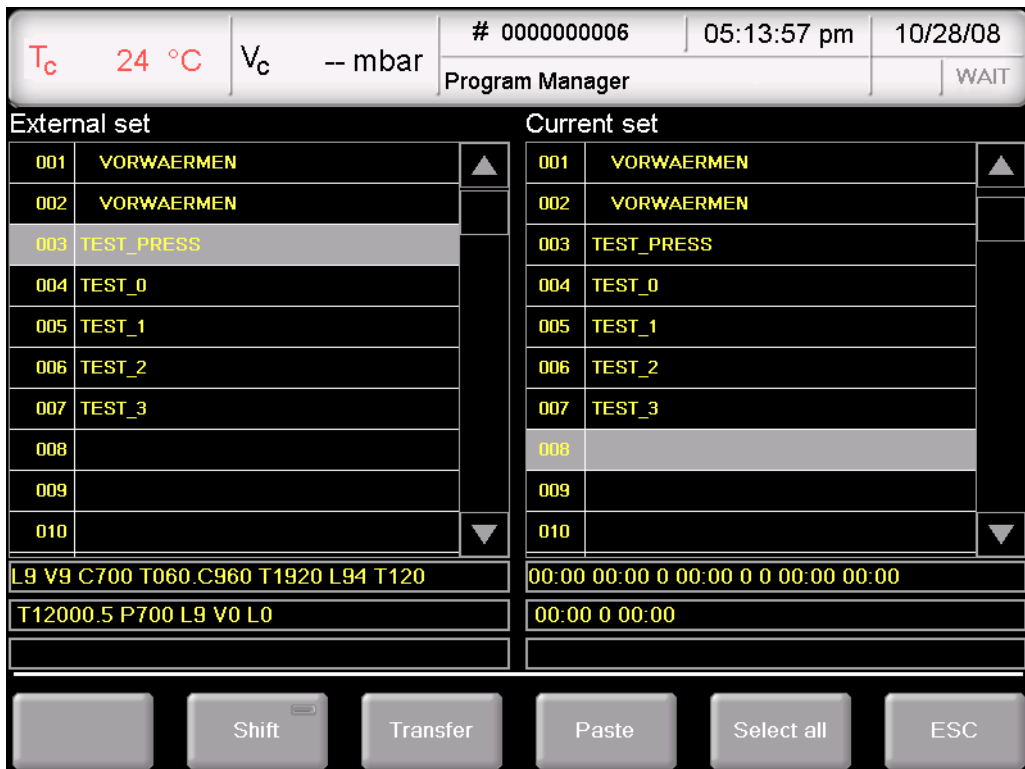 Tc 24 °C Vc -- mbar # 0000000006 05:13:57 pm 10/28/08
Program Manager WAIT
External set Current set
001 VORWAERMEN 001 VORWAERMEN
002 VORWAERMEN 002 VORWAERMEN
003 TEST_PRESS 003 TEST_PRESS
004 TEST_0 004 TEST_0
005 TEST_1 005 TEST_1
006 TEST_2 006 TEST_2
007 TEST_3 007 TEST_3
008 008
009 009
010 010
L9 V9 C700 T060.C960 T1920 L94 T120 00:00 00:00 0 00:00 0 0 00:00 00:00
T12000.5 P700 L9 V0 L0 00:00 0 00:00
Shift Transfer Paste Select all ESC